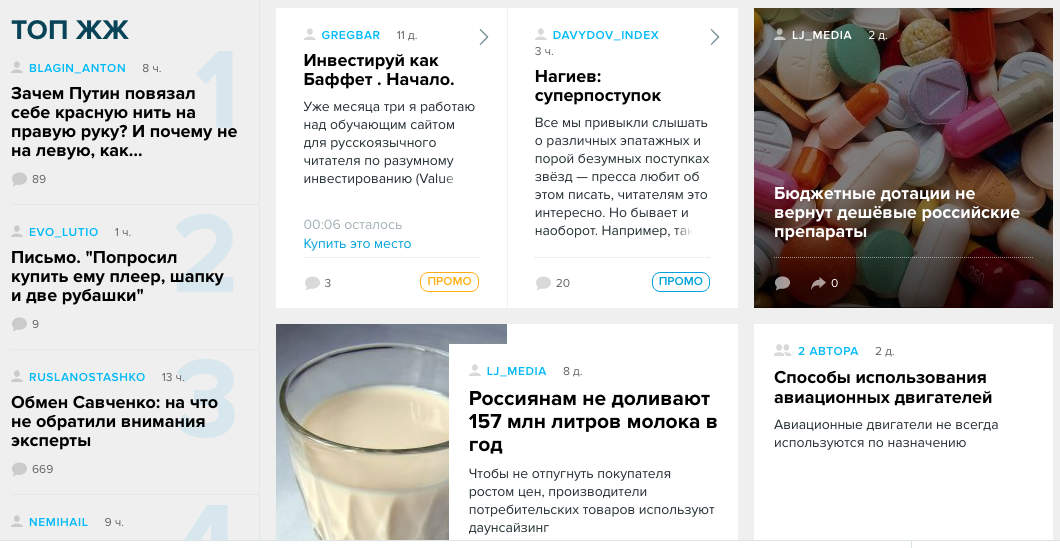 ТОП ЖЖ
1
BLAGIN_ANTON 8 ч.
Зачем Путин повязал
себе красную нить на
правую руку? И почему не
на левую, как...
89
2
EVO_LUTIO 1 ч.
Письмо. "Попросил
купить ему плеер, шапку
и две рубашки"
9
3
RUSLANOSTASHKO 13 ч.
Обмен Савченко: на что
не обратили внимания
эксперты
669
4
NEMIHAIL 9 ч.
GREGBAR 11 д.
Инвестируй как
Баффет . Начало.
Уже месяца три я работаю
над обучающим сайтом
для русскоязычного
читателя по разумному
инвестированию (Value
00:06 осталось
Купить это место
3 ПРОМО
DAVYDOV_INDEX
3 ч.
Нагиев:
суперпоступок
Все мы привыкли слышать
о различных эпатажных и
порой безумных поступках
звёзд — пресса любит об
этом писать, читателям это
интересно. Но бывает и
наоборот. Например, так
20 ПРОМО
LJ_MEDIA 2 д.
Бюджетные дотации не
вернут дешёвые российские
препараты
0
LJ_MEDIA 8 д.
Россиянам не доливают
157 млн литров молока в
год
Чтобы не отпугнуть покупателя
ростом цен, производители
потребительских товаров используют
даунсайзинг
2 АВТОРА 2 д.
Способы использования
авиационных двигателей
Авиационные двигатели не всегда
используются по назначению